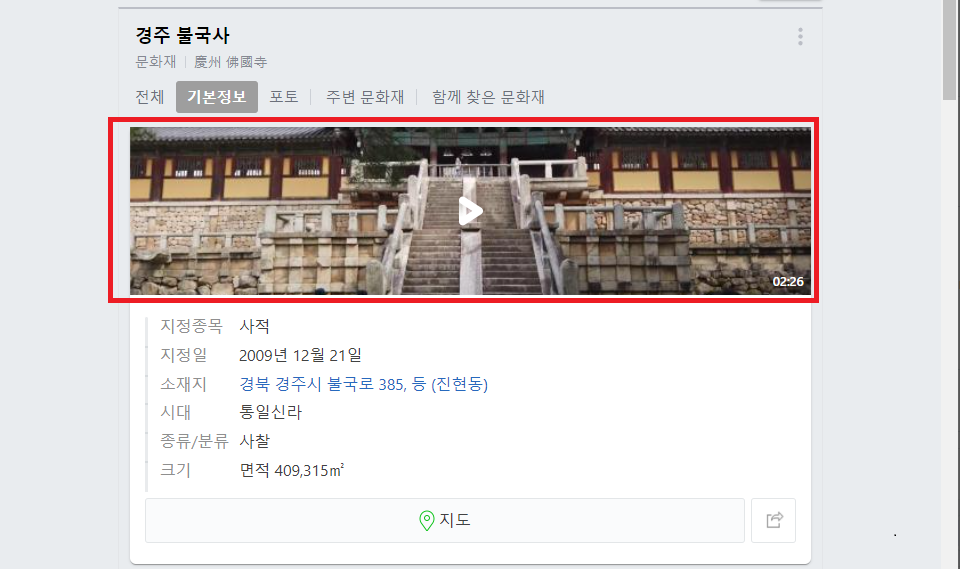 경주 불국사
문화재 慶州 佛國寺
전체 기본정보 포토 주변 문화재 함께 찾은 문화재
02:26
지정종목 사적
지정일 2009년 12월 21일
소재지 경북 경주시 불국로 385, 등 (진현동)
시대 통일신라
종류/분류 사찰
크기 면적 409,315㎡
지도